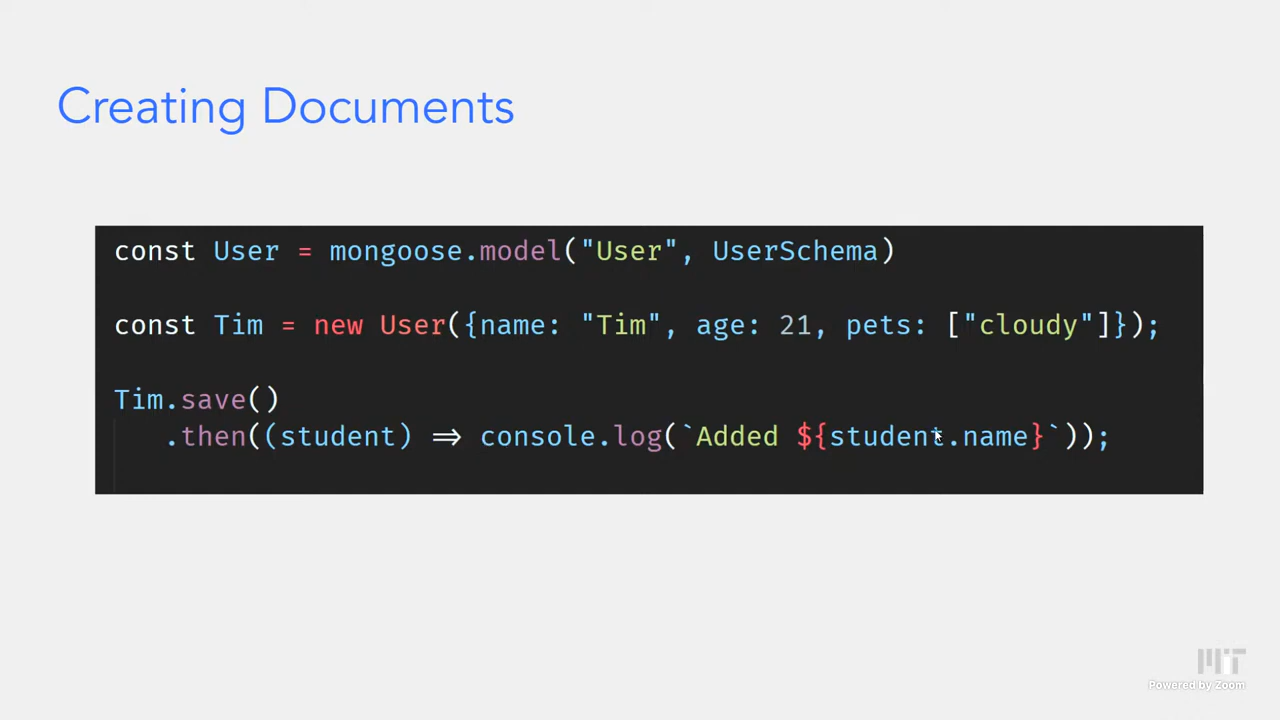 Creating Documents
const User = mongoose.model("User", UserSchema)
const Tim = new User({name: "Tim", age: 21, pets: ["cloudy"]});
Tim.save()
.then((student) => console.log(`Added ${student.name}`));
MIT
Powered by Zoom